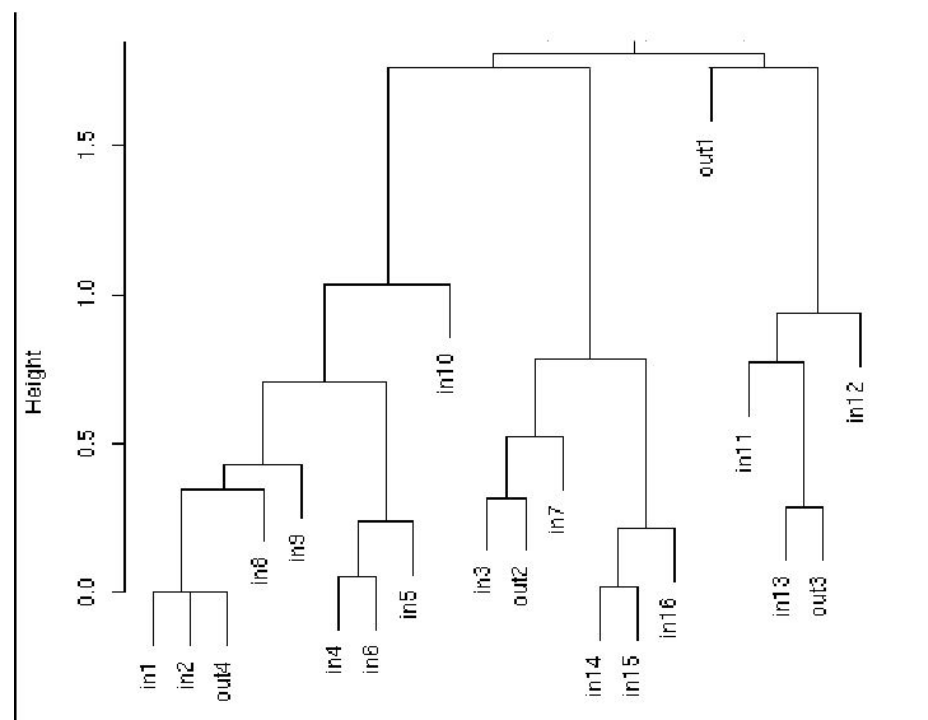 Height
0.0
0.5
1.0
1.5
in1
in2
out4
in8
in9
in4
in6
in5
in10
in3
out2
in7
in14
in15
in16
out1
in11
in13
out3
in12